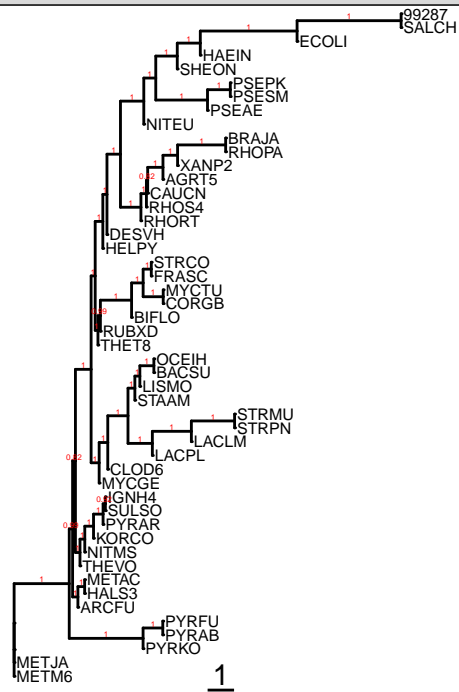 99287
SALCH
ECOLI
HAEIN
SHEON
PSEPK
PSESM
PSEAE
NITEU
BRAJA
RHOPA
XANP2
AGRT5
CAUCN
RHOS4
RHORT
DESVH
HELPY
STRCO
FRASC
MYCTU
CORGB
BIFLO
RUBXD
THET8
OCEIH
BACSU
LISMO
STAAM
STRMU
STRPN
LACLM
LACPL
CLOD6
MYCGE
IGNH4
SULSO
PYRAR
KORCO
NITMS
THEVO
METAC
HALS3
ARCFU
PYRFU
PYRAB
PYRKO
METJA
METM6
1